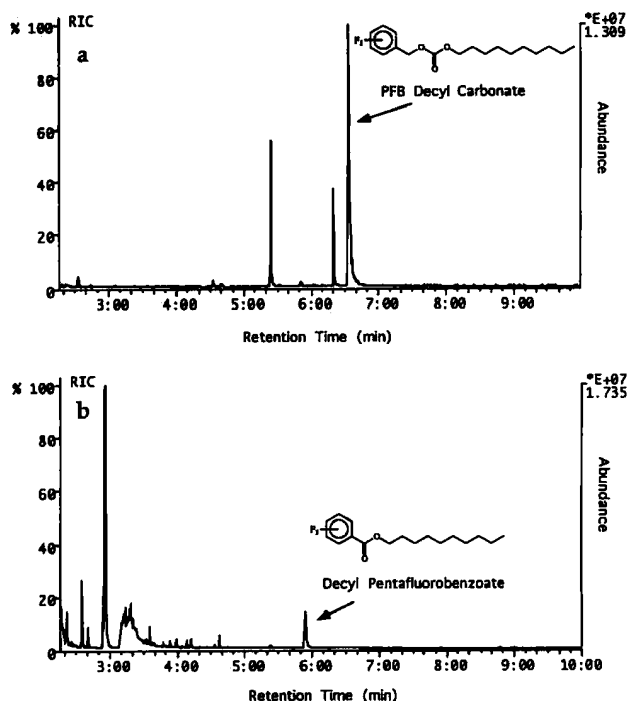 RIC
*E+07
1.309
% 100
a
F₅
O
O
O
PFB Decyl Carbonate
80
60
40
20
0
Abundance
3:00 4:00 5:00 6:00 7:00 8:00 9:00
Retention Time (min)
RIC
*E+07
1.735
% 100
b
80
60
40
20
0
F₅
O
O
Decyl Pentafluorobenzoate
Abundance
3:00 4:00 5:00 6:00 7:00 8:00 9:00 10:00
Retention Time (min)